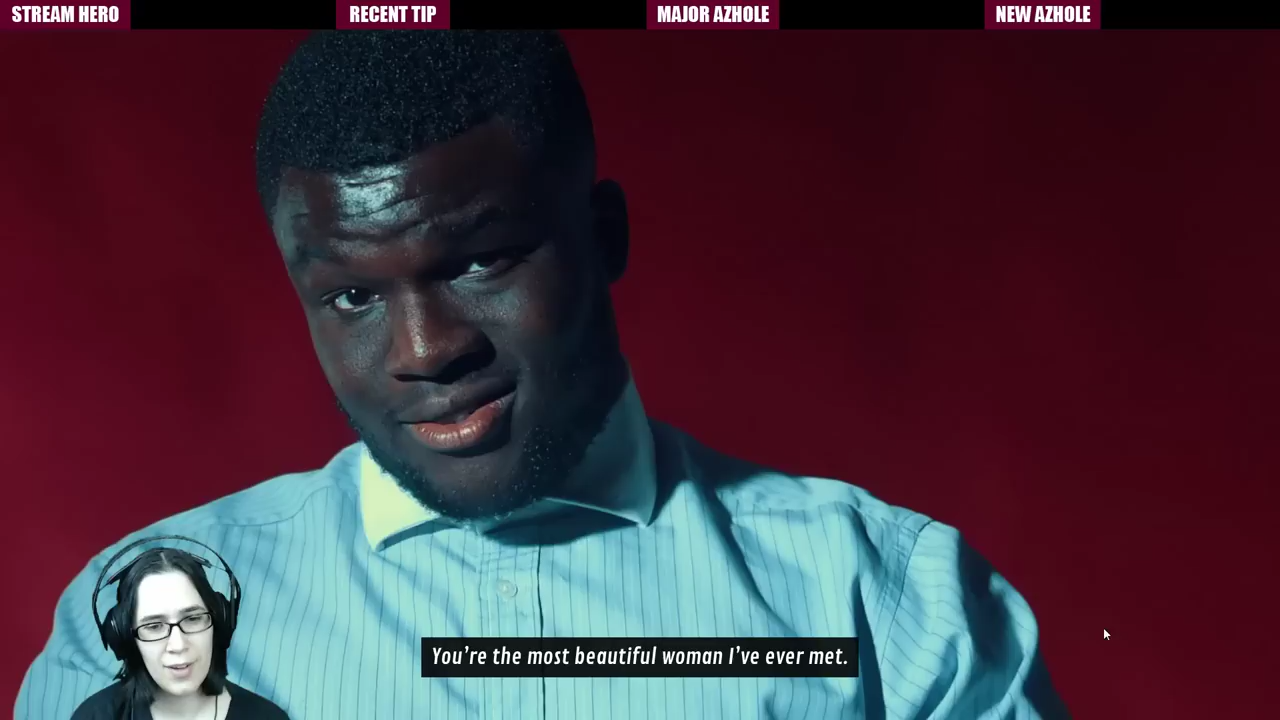 STREAM HERO
RECENT TIP
MAJOR AZHOLE
NEW AZHOLE
You're the most beautiful woman I've ever met.